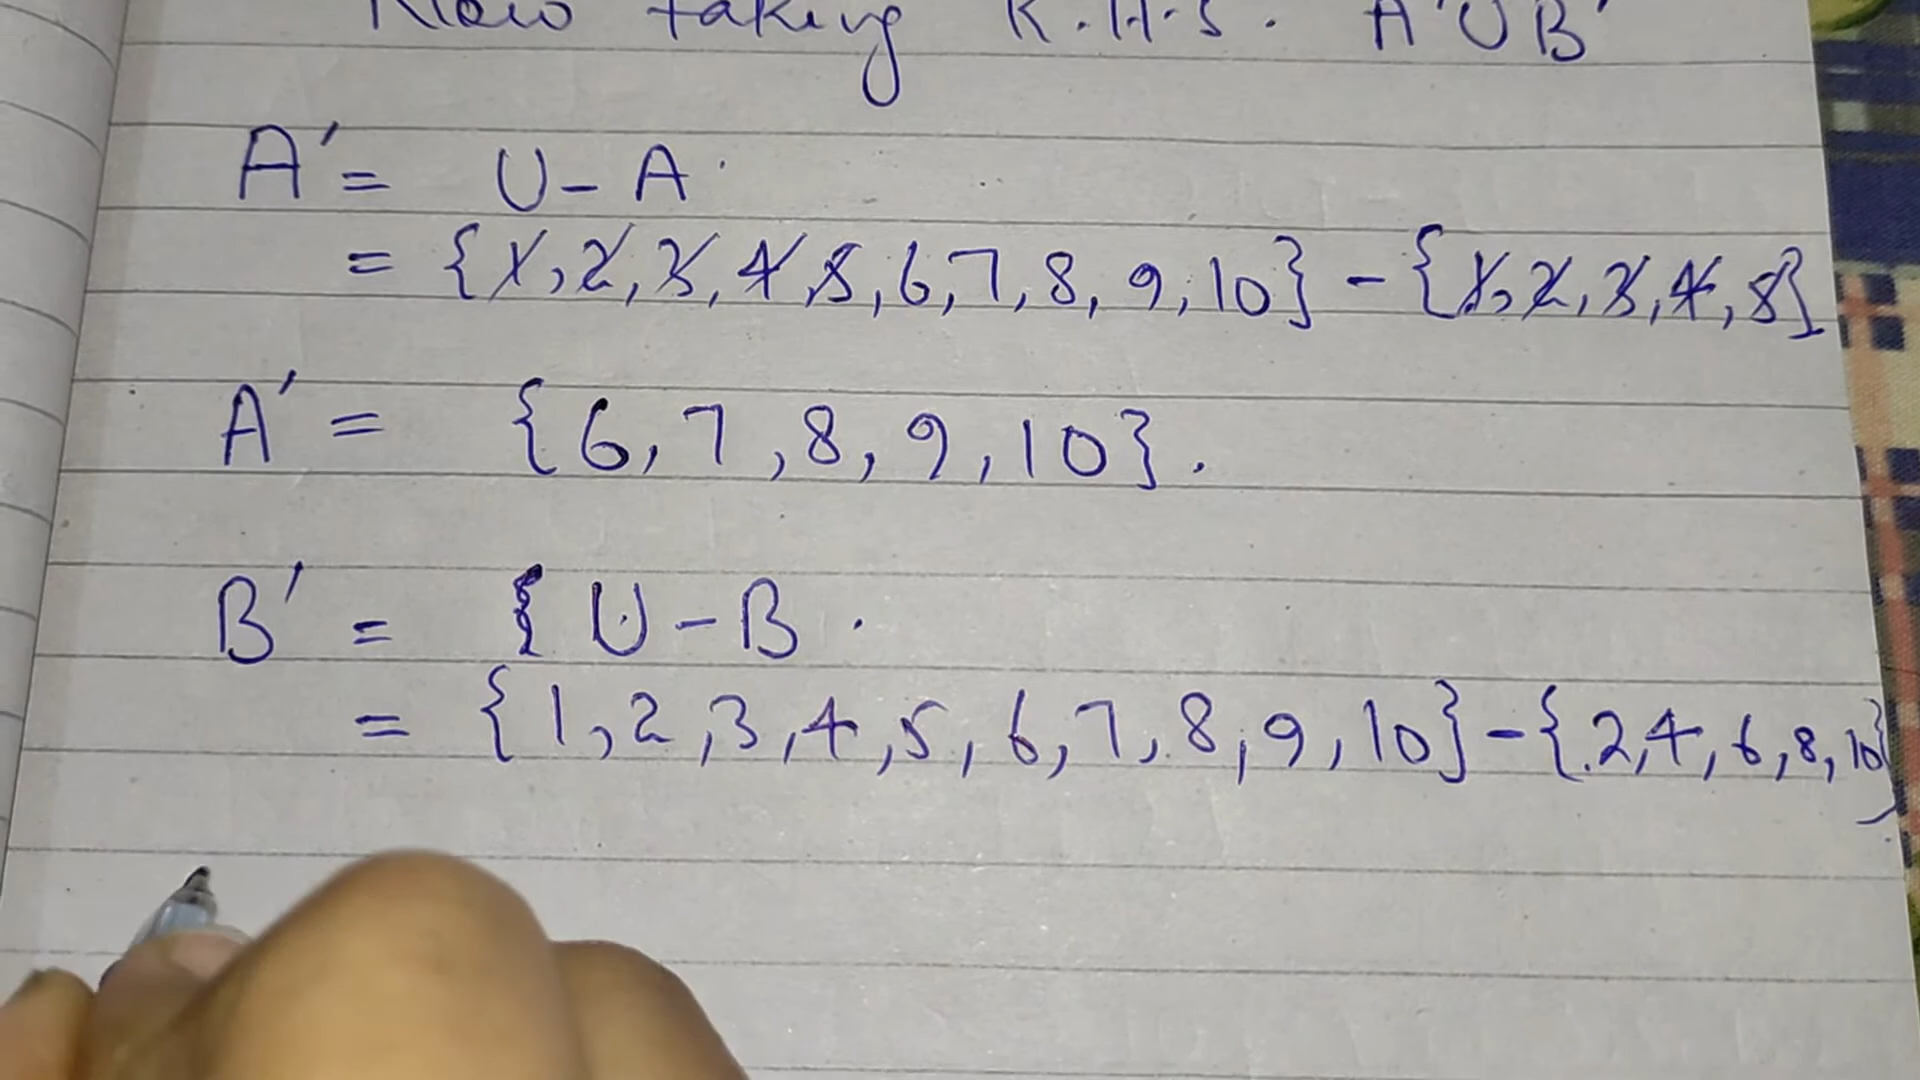 Now taking R.H.S. A'UB'
A' = U - A
= {1,2,3,4,5,6,7,8,9,10} - {1,2,3,4,5}
A' = {6,7,8,9,10}.
B' = { U - B .
= {1,2,3,4,5,6,7,8,9,10} - {2,4,6,8,10}